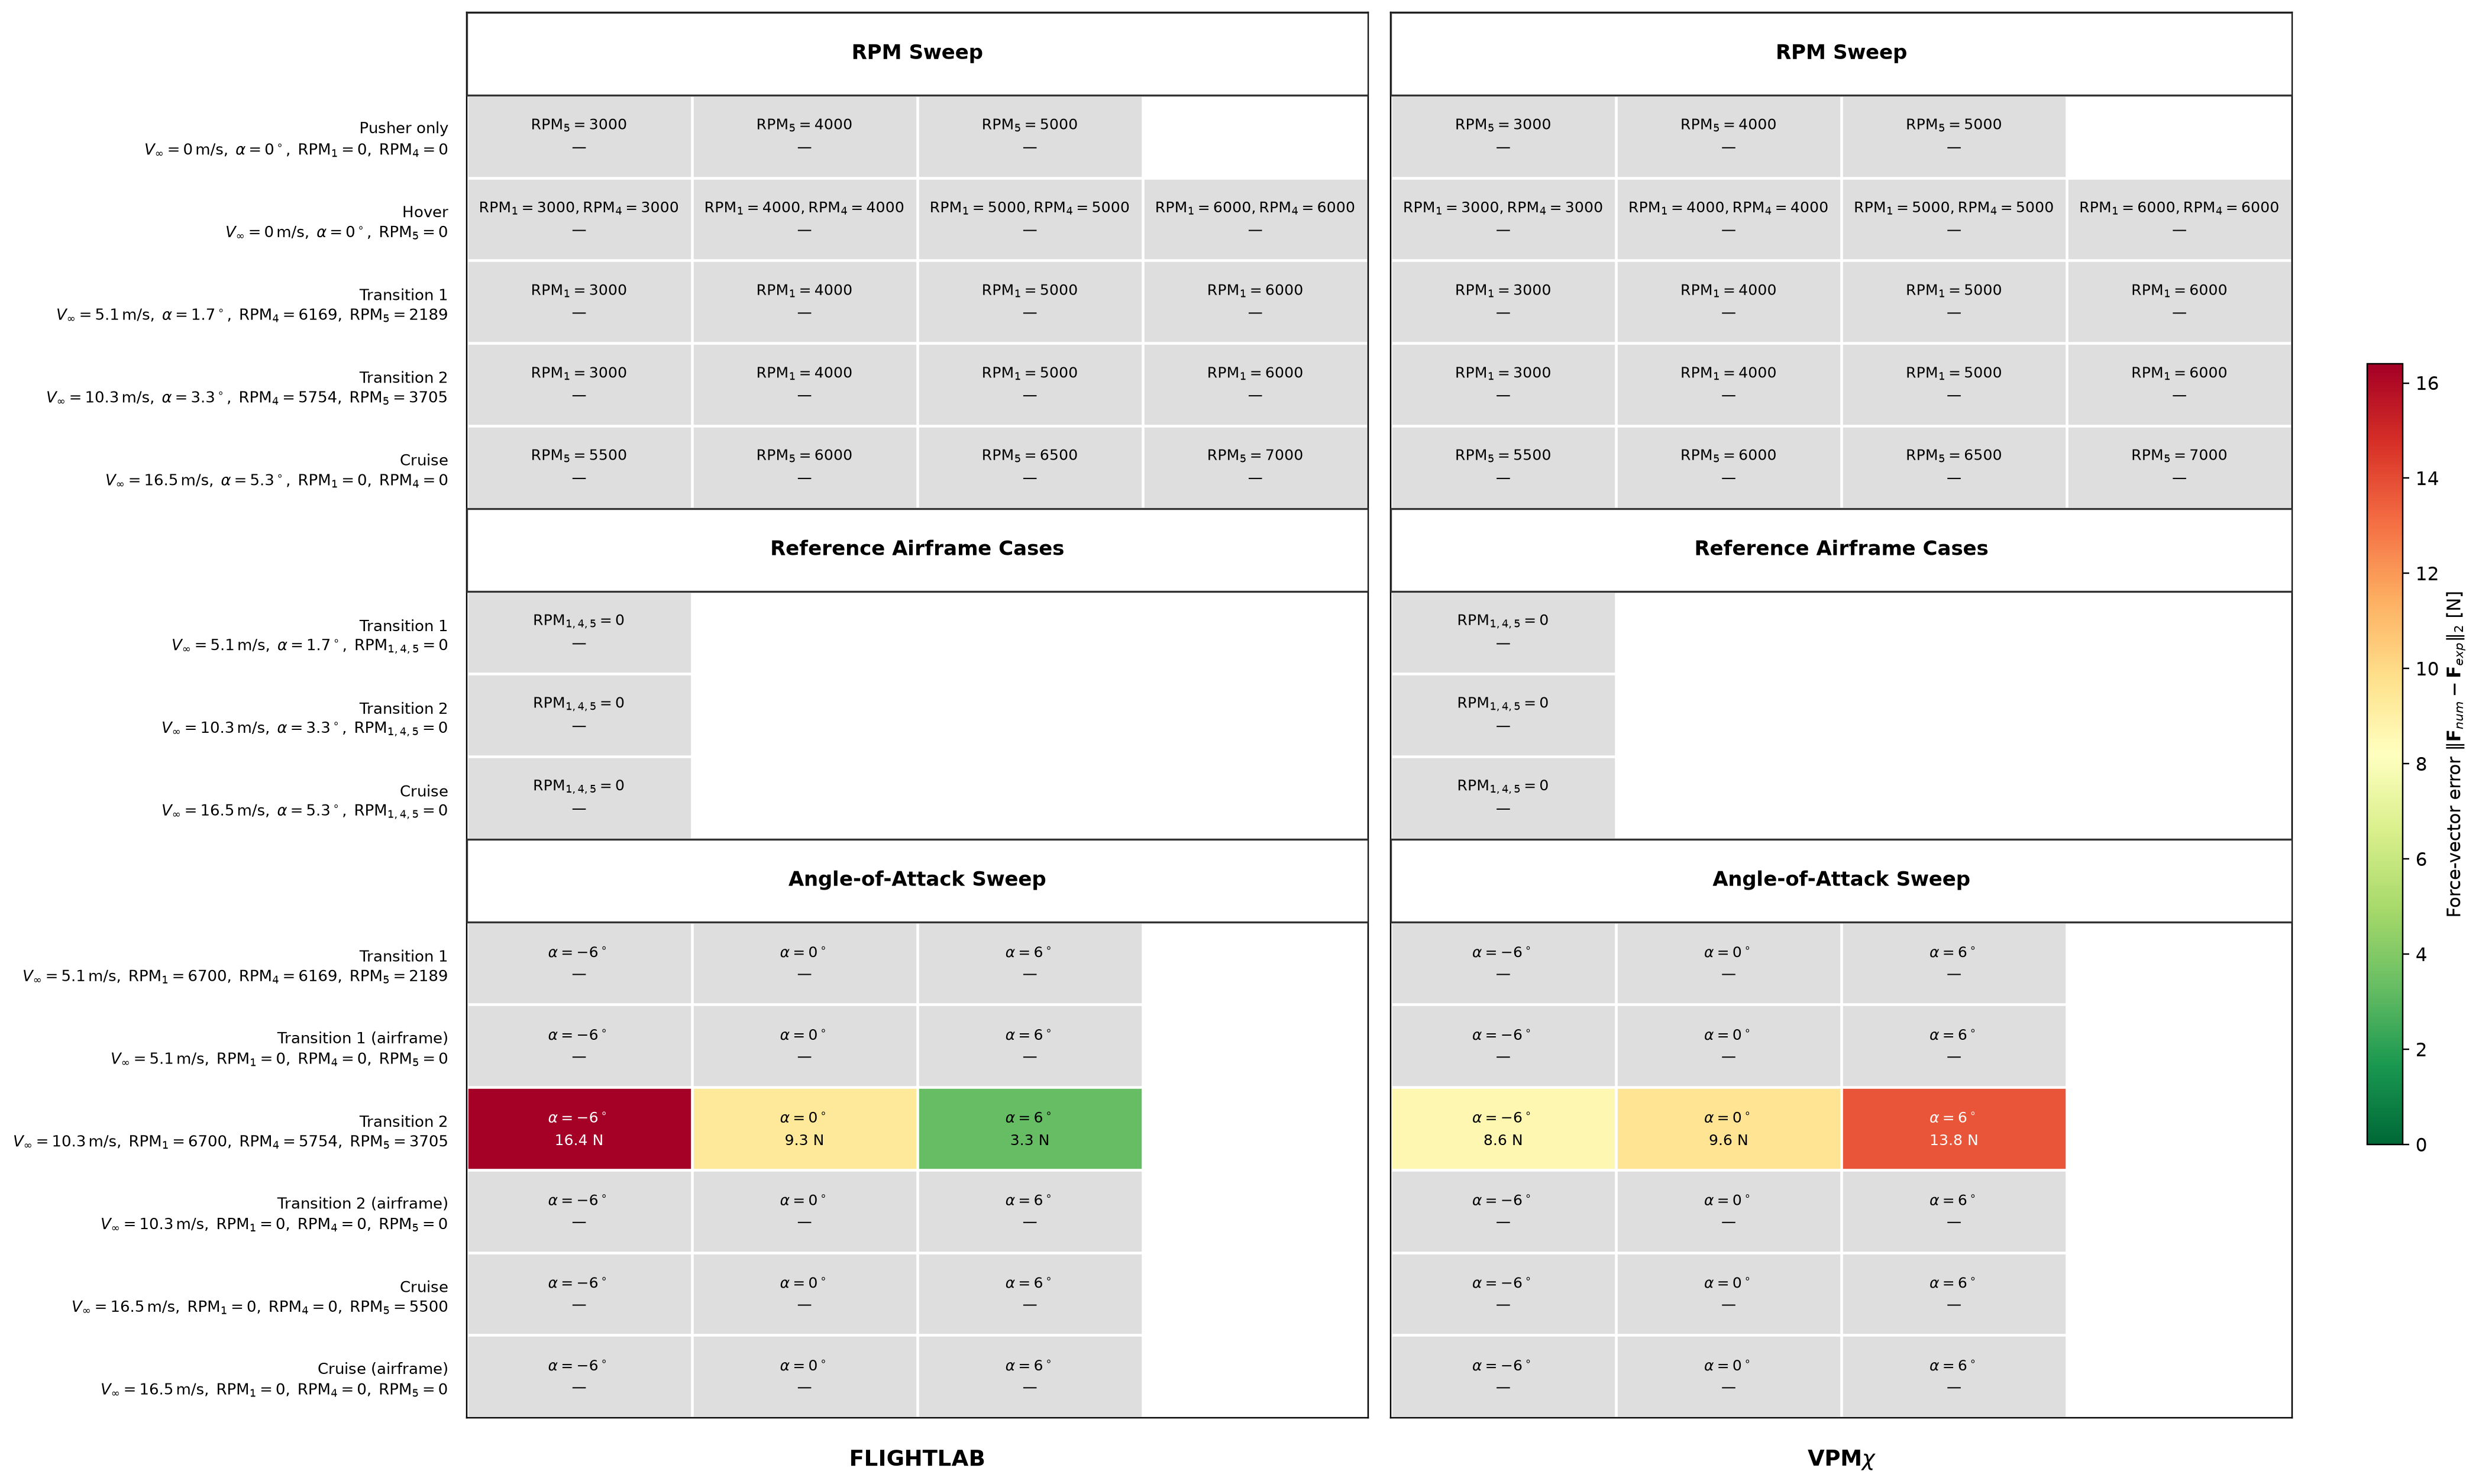 RPM Sweep
RPM Sweep
Pusher only
V∞ = 0 m/s, α = 0°, RPM₁ = 0, RPM₄ = 0
RPM₅ = 3000 RPM₅ = 4000 RPM₅ = 5000
— — —
RPM₅ = 3000 RPM₅ = 4000 RPM₅ = 5000
— — —
Hover
V∞ = 0 m/s, α = 0°, RPM₅ = 0
RPM₁ = 3000, RPM₄ = 3000 RPM₁ = 4000, RPM₄ = 4000 RPM₁ = 5000, RPM₄ = 5000 RPM₁ = 6000, RPM₄ = 6000
— — — —
RPM₁ = 3000, RPM₄ = 3000 RPM₁ = 4000, RPM₄ = 4000 RPM₁ = 5000, RPM₄ = 5000 RPM₁ = 6000, RPM₄ = 6000
— — — —
Transition 1
V∞ = 5.1 m/s, α = 1.7°, RPM₄ = 6169, RPM₅ = 2189
RPM₁ = 3000 RPM₁ = 4000 RPM₁ = 5000 RPM₁ = 6000
— — — —
RPM₁ = 3000 RPM₁ = 4000 RPM₁ = 5000 RPM₁ = 6000
— — — —
Transition 2
V∞ = 10.3 m/s, α = 3.3°, RPM₄ = 5754, RPM₅ = 3705
RPM₁ = 3000 RPM₁ = 4000 RPM₁ = 5000 RPM₁ = 6000
— — — —
RPM₁ = 3000 RPM₁ = 4000 RPM₁ = 5000 RPM₁ = 6000
— — — —
Cruise
V∞ = 16.5 m/s, α = 5.3°, RPM₁ = 0, RPM₄ = 0
RPM₅ = 5500 RPM₅ = 6000 RPM₅ = 6500 RPM₅ = 7000
— — — —
RPM₅ = 5500 RPM₅ = 6000 RPM₅ = 6500 RPM₅ = 7000
— — — —
Reference Airframe Cases
Reference Airframe Cases
Transition 1
V∞ = 5.1 m/s, α = 1.7°, RPM₁,₄,₅ = 0
RPM₁,₄,₅ = 0
—
RPM₁,₄,₅ = 0
—
Transition 2
V∞ = 10.3 m/s, α = 3.3°, RPM₁,₄,₅ = 0
RPM₁,₄,₅ = 0
—
RPM₁,₄,₅ = 0
—
Cruise
V∞ = 16.5 m/s, α = 5.3°, RPM₁,₄,₅ = 0
RPM₁,₄,₅ = 0
—
RPM₁,₄,₅ = 0
—
Angle-of-Attack Sweep
Angle-of-Attack Sweep
Transition 1
V∞ = 5.1 m/s, RPM₁ = 6700, RPM₄ = 6169, RPM₅ = 2189
α = −6° α = 0° α = 6°
— — —
α = −6° α = 0° α = 6°
— — —
Transition 1 (airframe)
V∞ = 5.1 m/s, RPM₁ = 0, RPM₄ = 0, RPM₅ = 0
α = −6° α = 0° α = 6°
— — —
α = −6° α = 0° α = 6°
— — —
Transition 2
V∞ = 10.3 m/s, RPM₁ = 6700, RPM₄ = 5754, RPM₅ = 3705
α = −6° α = 0° α = 6°
16.4 N 9.3 N 3.3 N
α = −6° α = 0° α = 6°
8.6 N 9.6 N 13.8 N
Transition 2 (airframe)
V∞ = 10.3 m/s, RPM₁ = 0, RPM₄ = 0, RPM₅ = 0
α = −6° α = 0° α = 6°
— — —
α = −6° α = 0° α = 6°
— — —
Cruise
V∞ = 16.5 m/s, RPM₁ = 0, RPM₄ = 0, RPM₅ = 5500
α = −6° α = 0° α = 6°
— — —
α = −6° α = 0° α = 6°
— — —
Cruise (airframe)
V∞ = 16.5 m/s, RPM₁ = 0, RPM₄ = 0, RPM₅ = 0
α = −6° α = 0° α = 6°
— — —
α = −6° α = 0° α = 6°
— — —
FLIGHTLAB
VPMχ
16
14
12
10
8
6
4
2
0
Force-vector error ‖F_num − F_exp‖₂ [N]